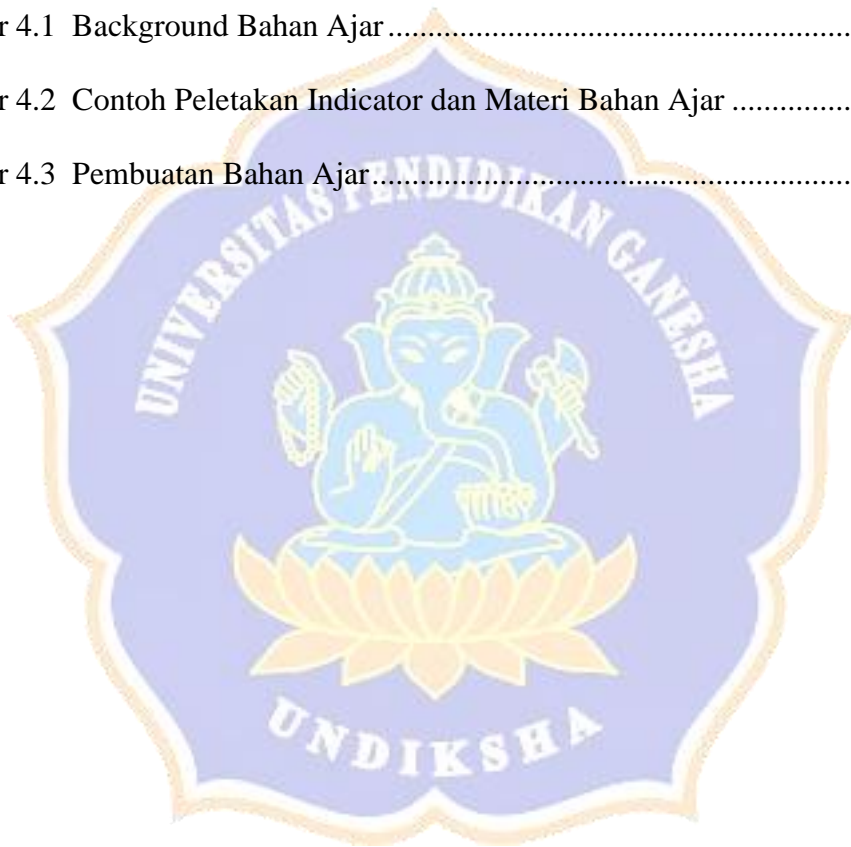 r 4.1 Background Bahan Ajar........................................................
r 4.2 Contoh Peletakan Indicator dan Materi Bahan Ajar ...............
r 4.3 Pembuatan Bahan Ajar..........................................................
UNIVERSITAS PENDIDIKAN GANESHA
UNDIKSHA